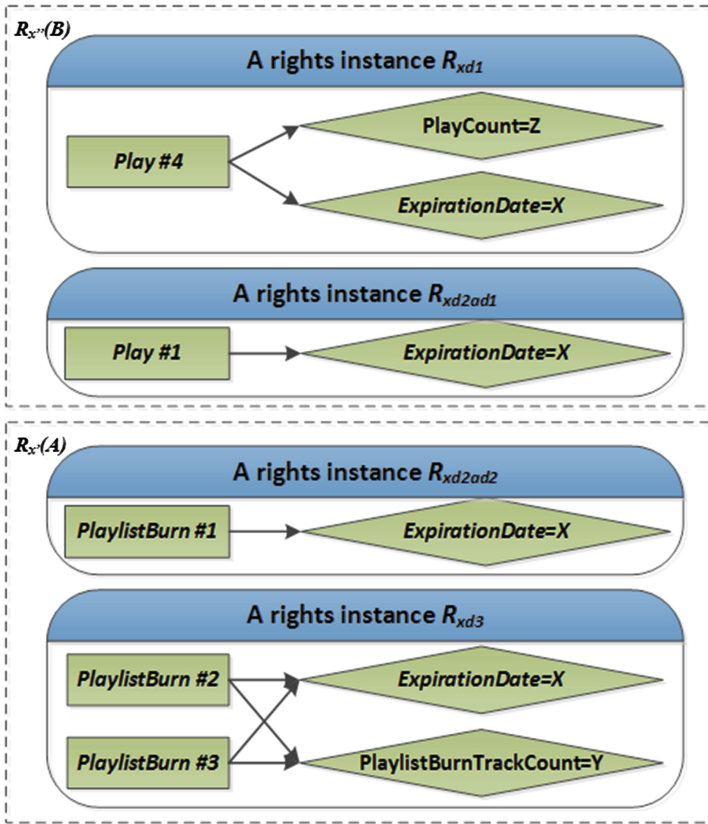 Rx''(B)
A rights instance Rxd1
PlayCount=Z
Play #4
ExpirationDate=X
A rights instance Rxd2ad1
Play #1
ExpirationDate=X
Rx'(A)
A rights instance Rxd2ad2
PlaylistBurn #1
ExpirationDate=X
A rights instance Rxd3
PlaylistBurn #2
ExpirationDate=X
PlaylistBurn #3
PlaylistBurnTrackCount=Y